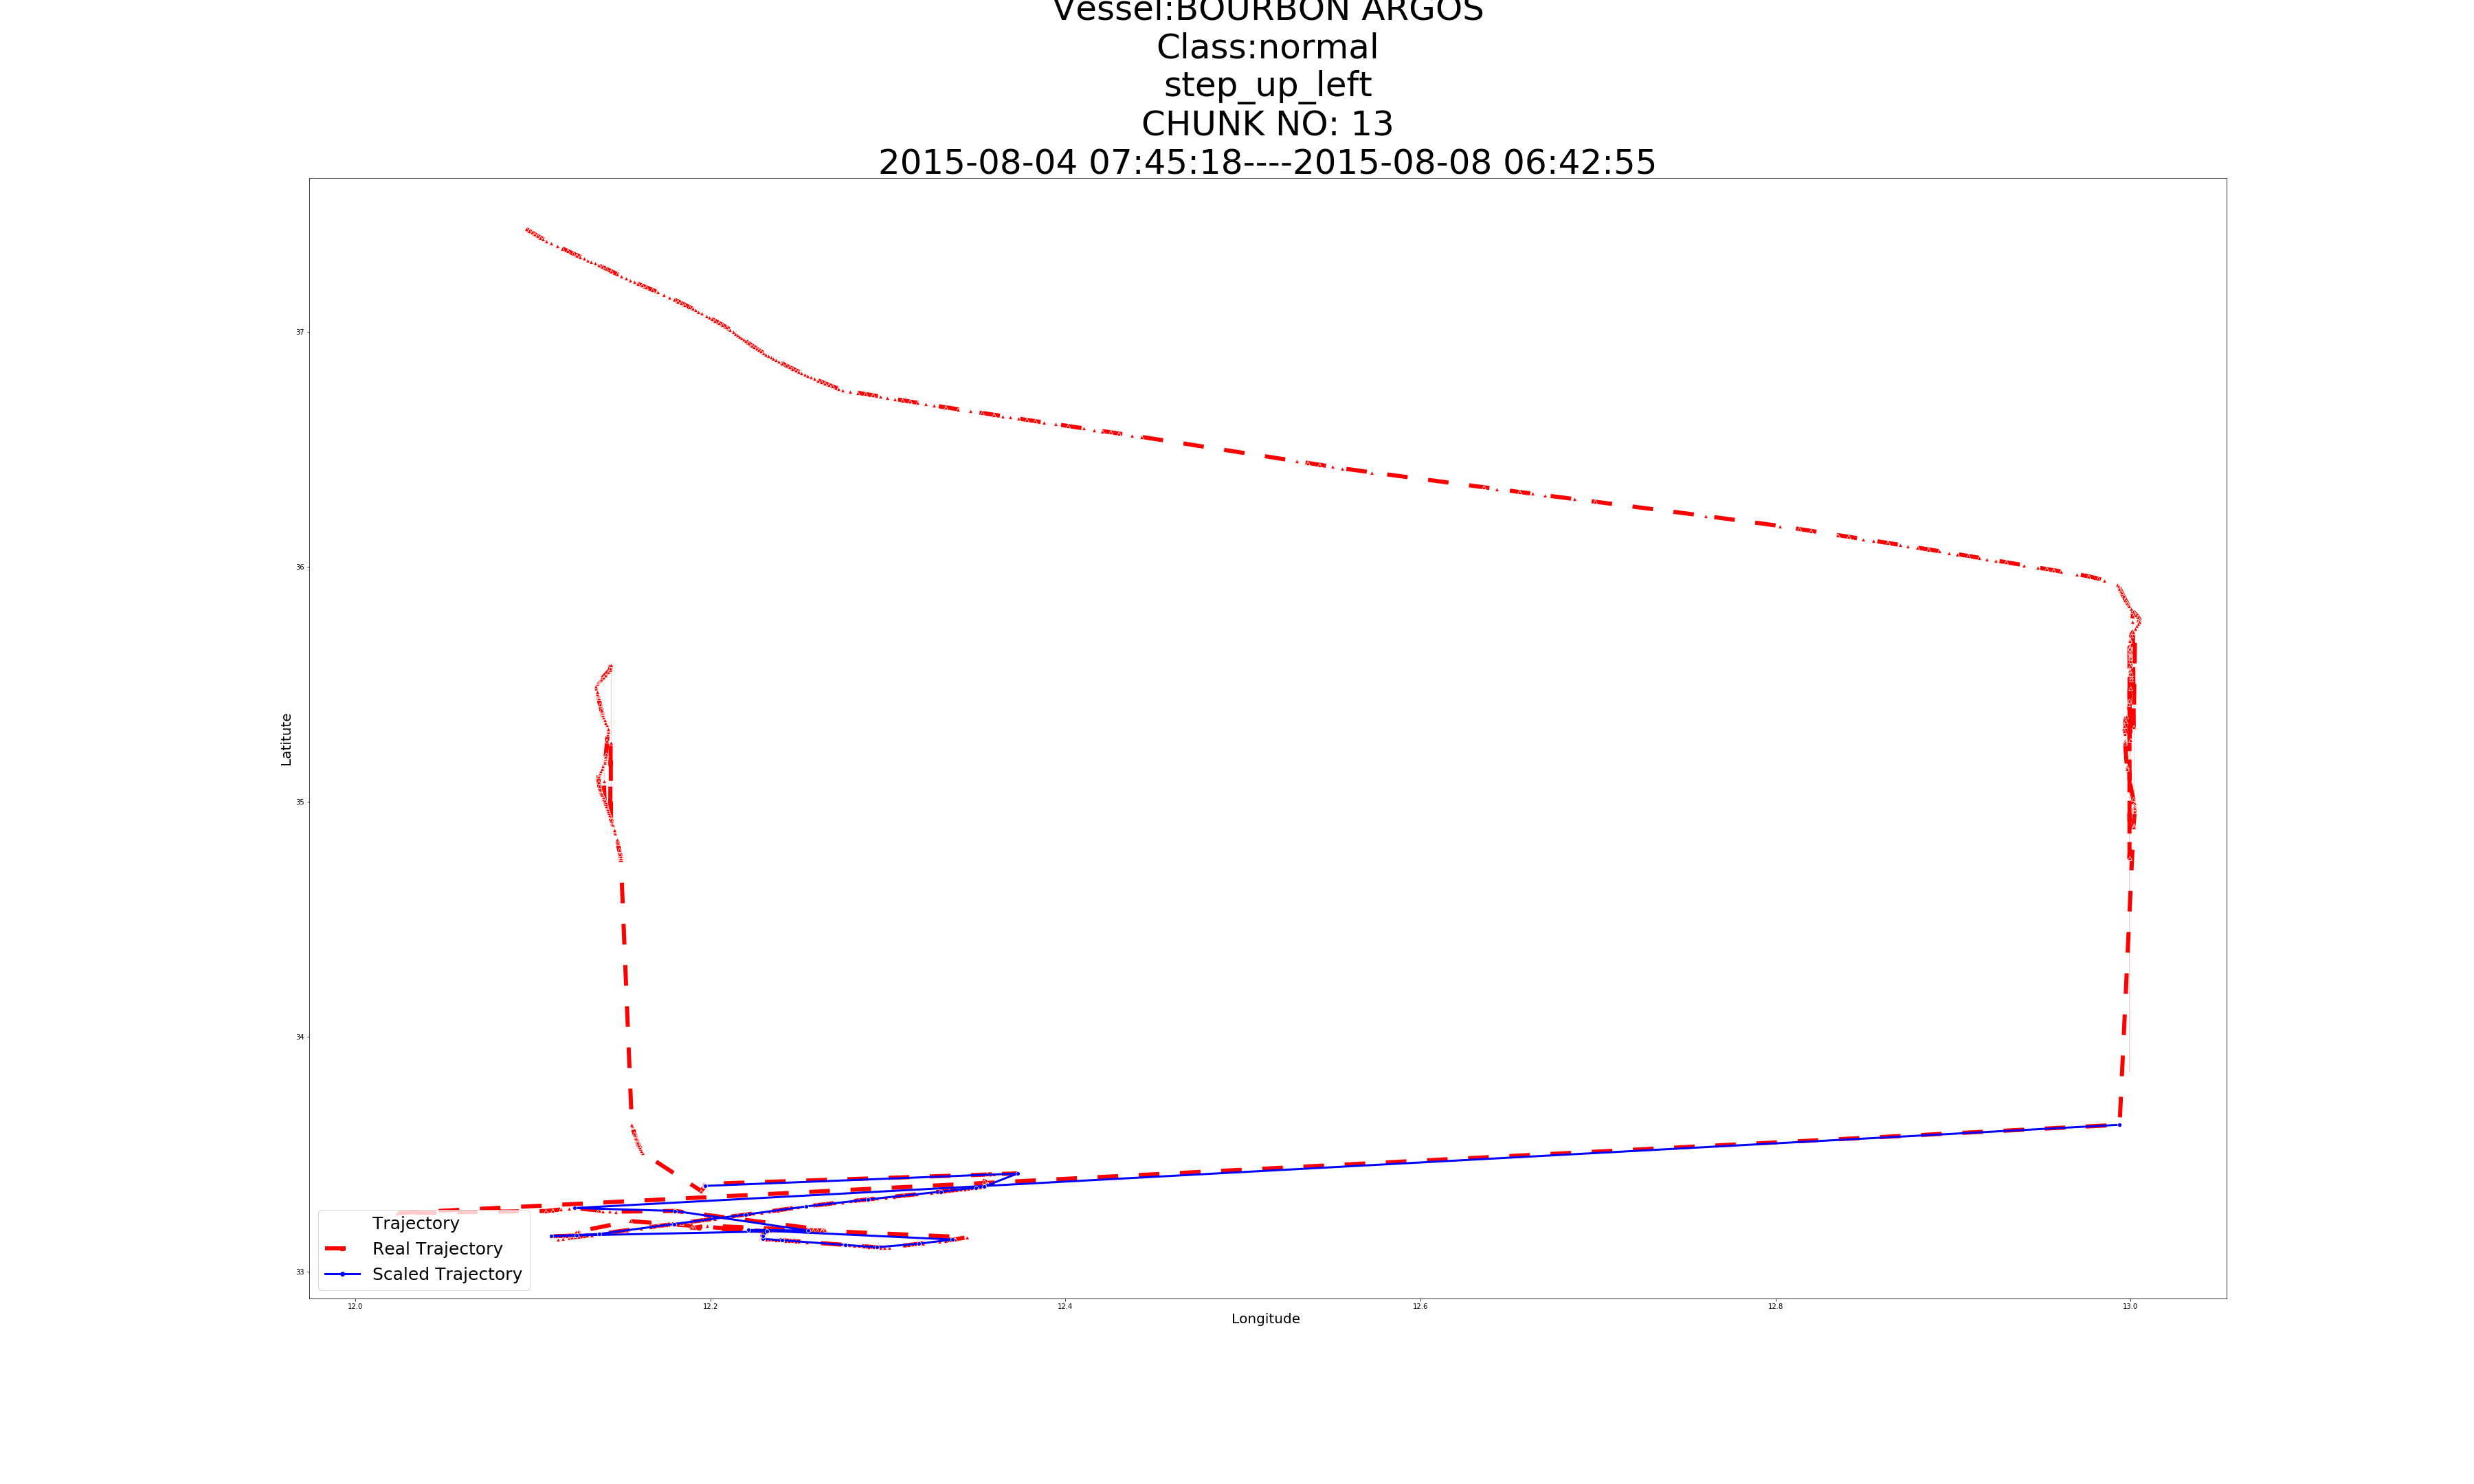 Vessel:BOURBON ARGOS
Class:normal
step_up_left
CHUNK NO: 13
2015-08-04 07:45:18----2015-08-08 06:42:55
37
36
35
34
33
Latitute
12.0
12.2
12.4
12.6
12.8
13.0
Longitude
Trajectory
Real Trajectory
Scaled Trajectory